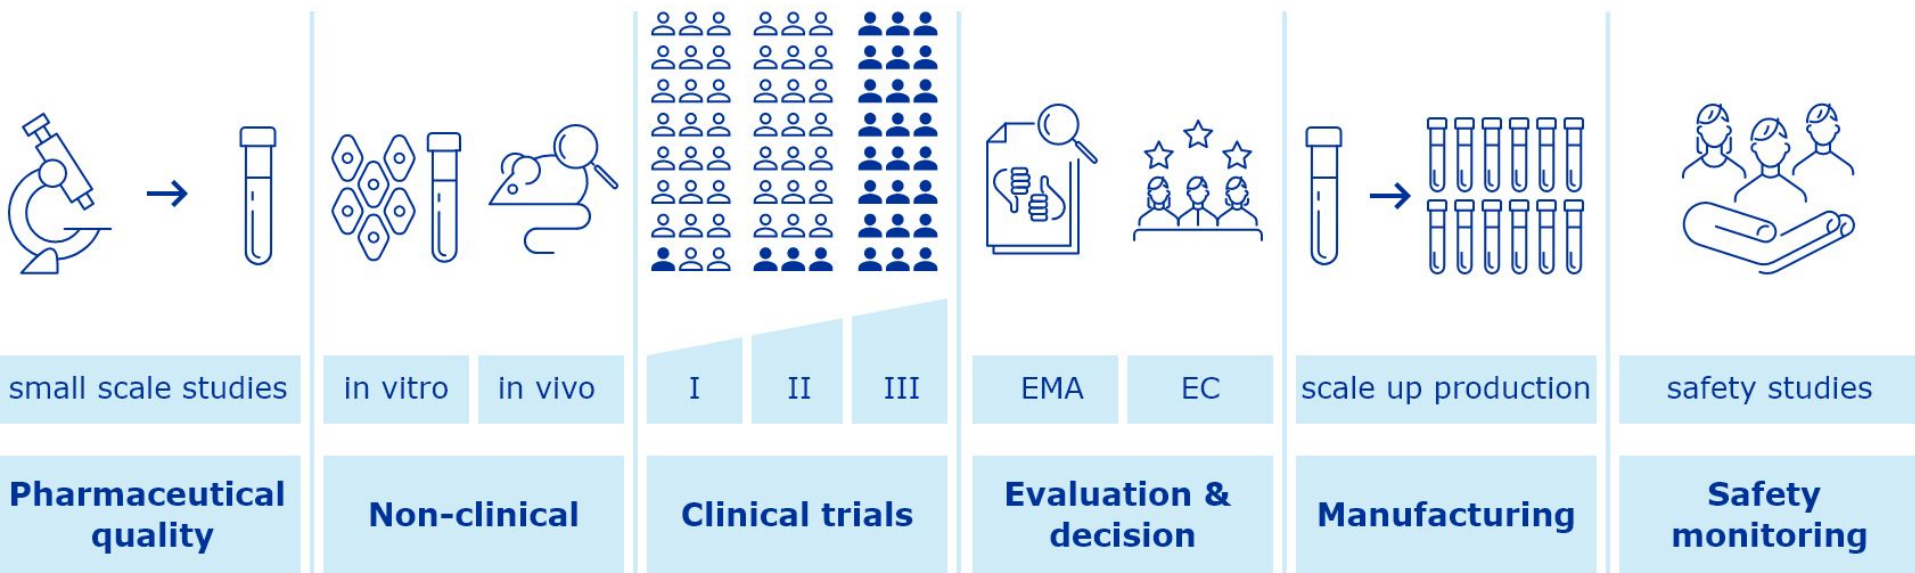 small scale studies
in vitro
in vivo
I
II
III
EMA
EC
scale up production
safety studies
Pharmaceutical
quality
Non-clinical
Clinical trials
Evaluation &
decision
Manufacturing
Safety
monitoring